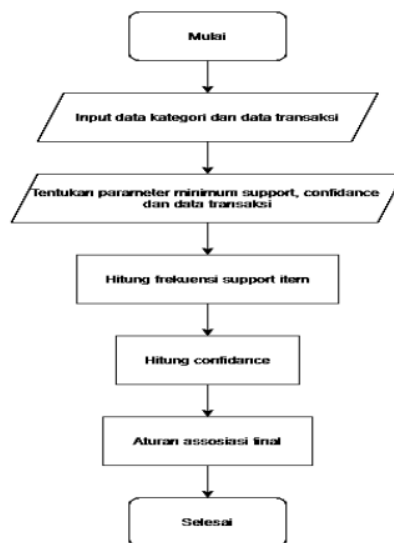 Mulai
Input data kategori dan data transaksi
Tentukan parameter minimum support, confidance
dan data transaksi
Hitung frekuensi support item
Hitung confidance
Aturan assosiasi final
Selesai